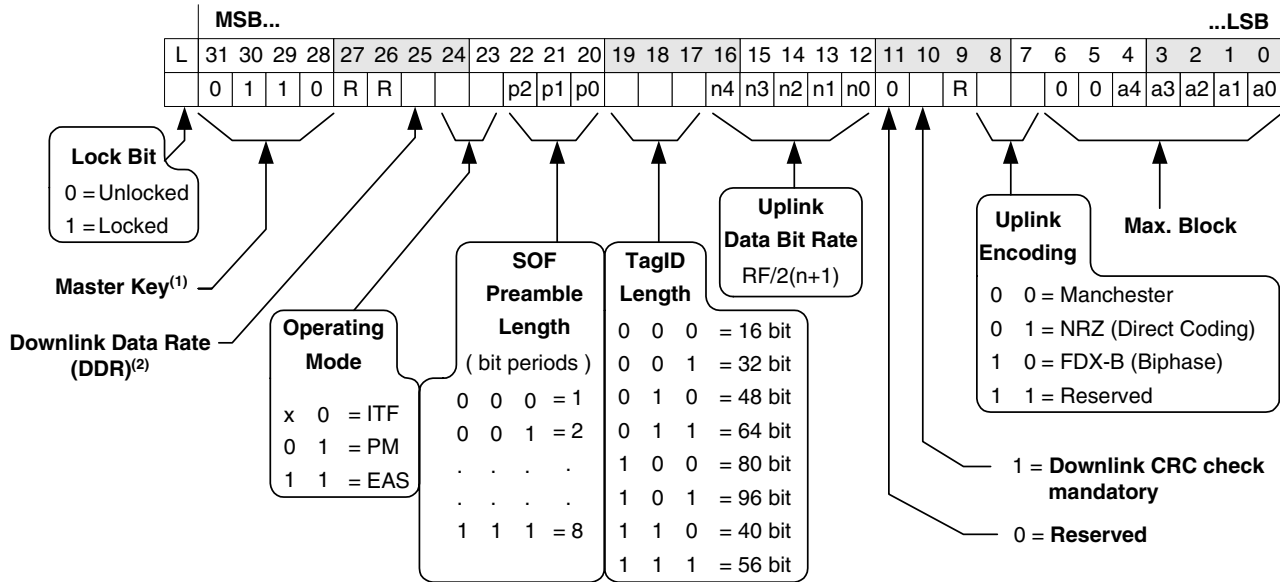 MSB... ...LSB
L 31 30 29 28 27 26 25 24 23 22 21 20 19 18 17 16 15 14 13 12 11 10 9 8 7 6 5 4 3 2 1 0
0 1 1 0 R R p2 p1 p0 n4 n3 n2 n1 n0 0 R 0 0 a4 a3 a2 a1 a0
Lock Bit
0 = Unlocked
1 = Locked
Master Key(1)
Downlink Data Rate
(DDR)(2)
Operating
Mode
x 0 = ITF
0 1 = PM
1 1 = EAS
SOF
Preamble
Length
( bit periods )
0 0 0 = 1
0 0 1 = 2
. . . .
. . . .
1 1 1 = 8
TagID
Length
0 0 0 = 16 bit
0 0 1 = 32 bit
0 1 0 = 48 bit
0 1 1 = 64 bit
1 0 0 = 80 bit
1 0 1 = 96 bit
1 1 0 = 40 bit
1 1 1 = 56 bit
Uplink
Data Bit Rate
RF/2(n+1)
Uplink
Encoding
0 0 = Manchester
0 1 = NRZ (Direct Coding)
1 0 = FDX-B (Biphase)
1 1 = Reserved
Max. Block
1 = Downlink CRC check
mandatory
0 = Reserved